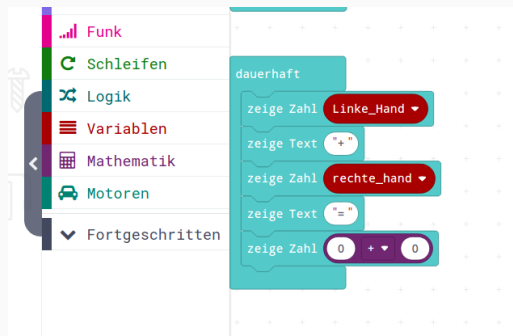 Funk
Schleifen
Logik
Variablen
Mathematik
Motoren
Fortgeschritten
dauerhaft
zeige Zahl Linke_Hand
zeige Text "+"
zeige Zahl rechte_hand
zeige Text "="
zeige Zahl 0 + 0